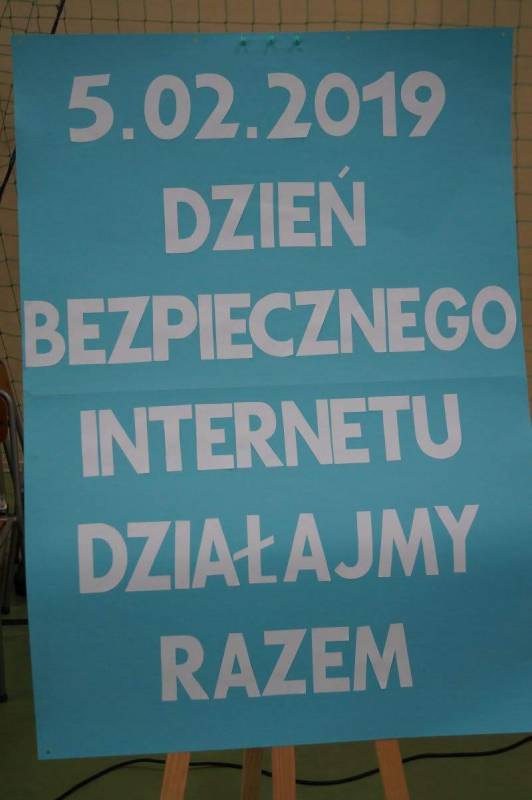 5.02.2019
DZIEŃ
BEZPIECZNEGO
INTERNETU
DZIAŁAJMY
RAZEM